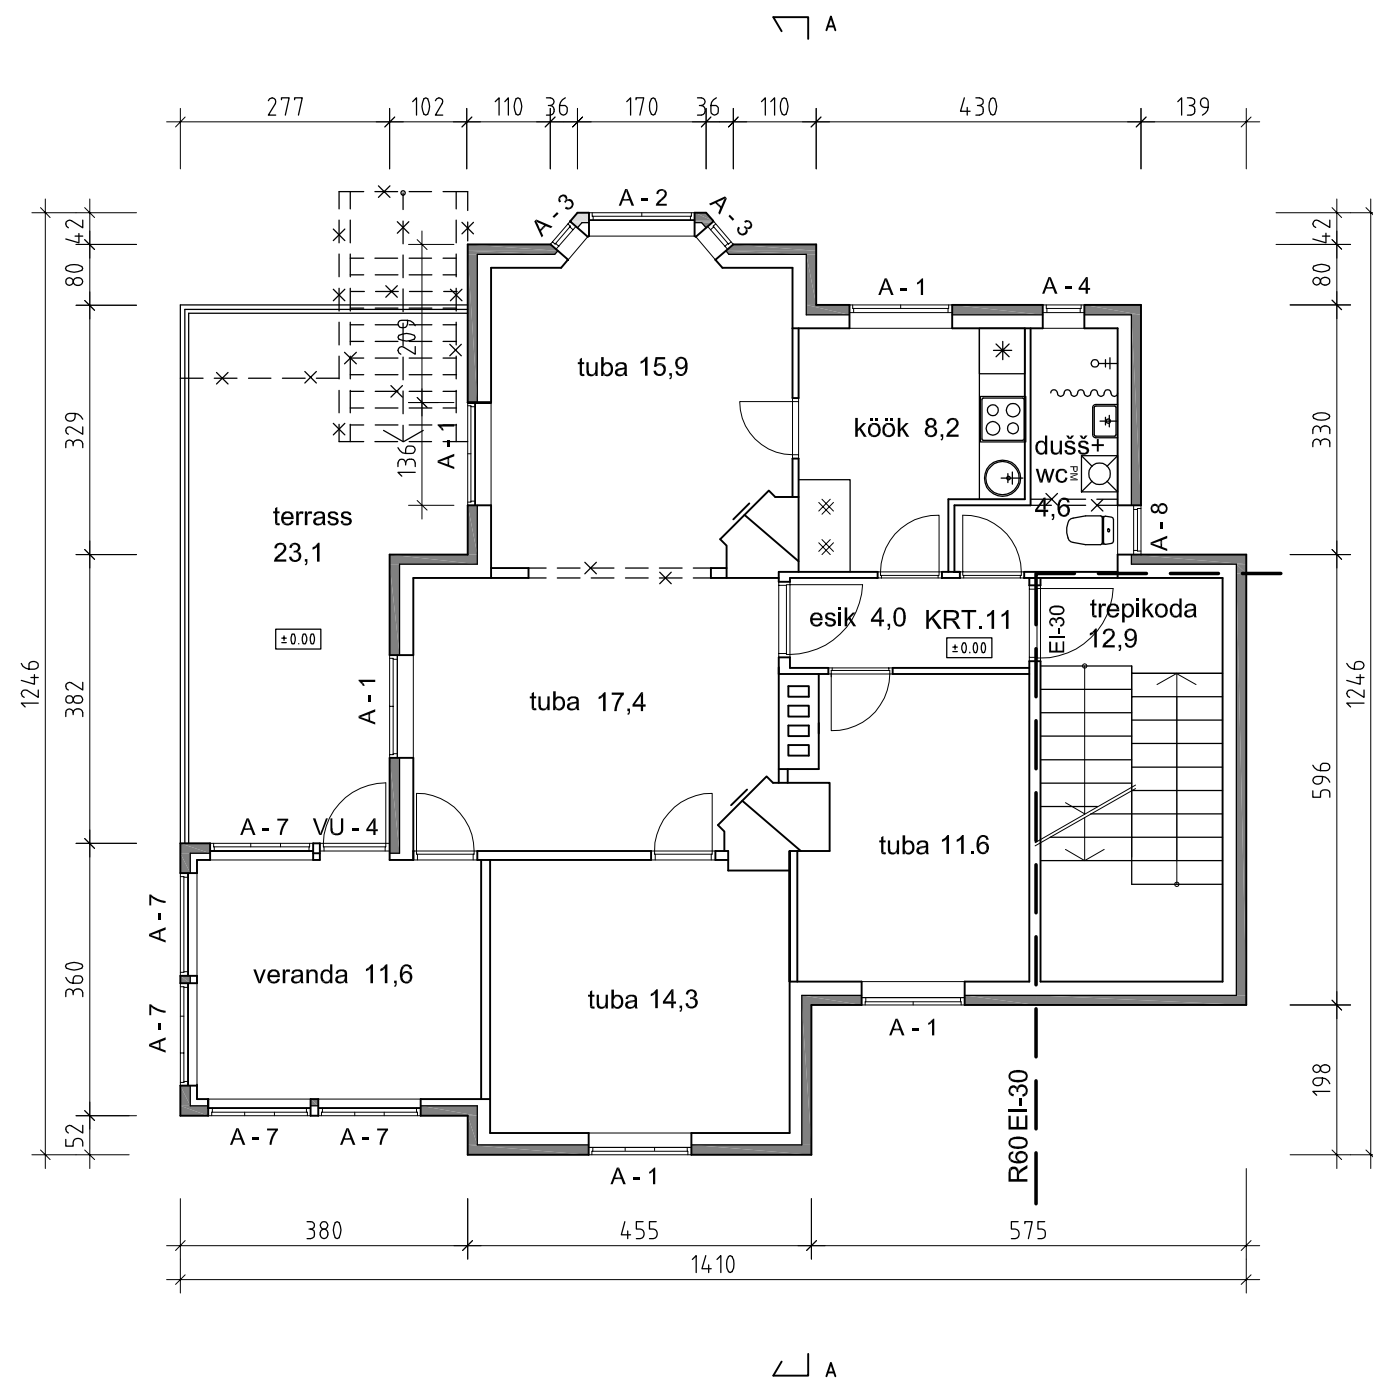 A
277 102 110 36 170 36 110 430 139
A - 3 A - 2 A - 3
42 42
80 80
A - 1 A - 4
209
tuba 15,9
329 330
136
A - 1
köök 8,2
dušš+
wc PM
4,6
A - 8
terrass
23,1
esik 4,0 KRT.11
EI-30
trepikoda
12,9
±0.00
±0.00
1246 1246
382
A - 1
tuba 17,4
596
A - 7 VU - 4
tuba 11.6
A - 7
360
veranda 11,6
tuba 14,3
A - 7
A - 1
198
R60 EI-30
52
A - 7 A - 7
A - 1
380 455 575
1410
A